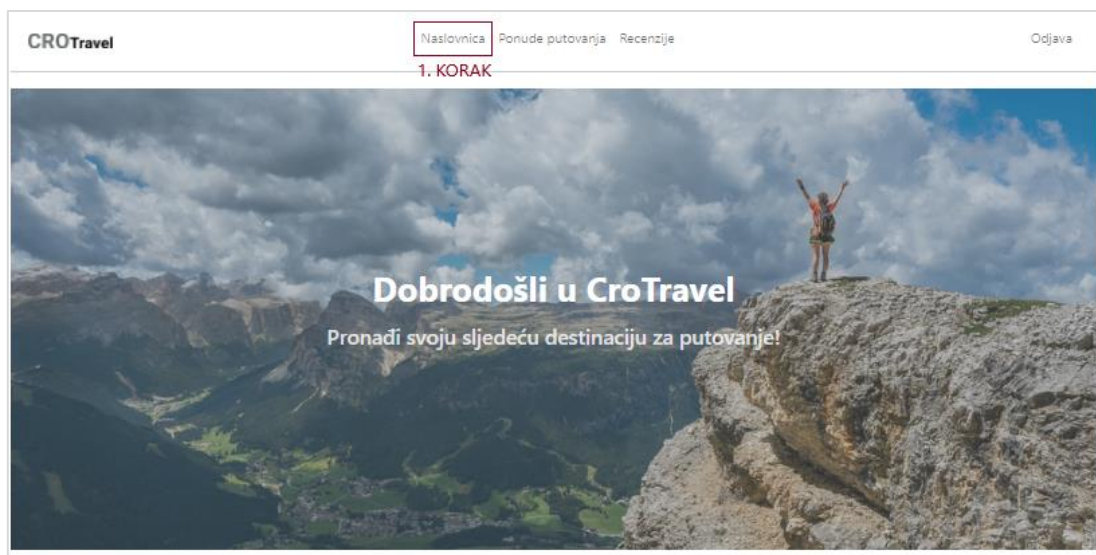 CROTravel
Naslovnica Ponude putovanja Recenzije
Odjava
1. KORAK
Dobrodošli u CroTravel
Pronađi svoju sljedeću destinaciju za putovanje!